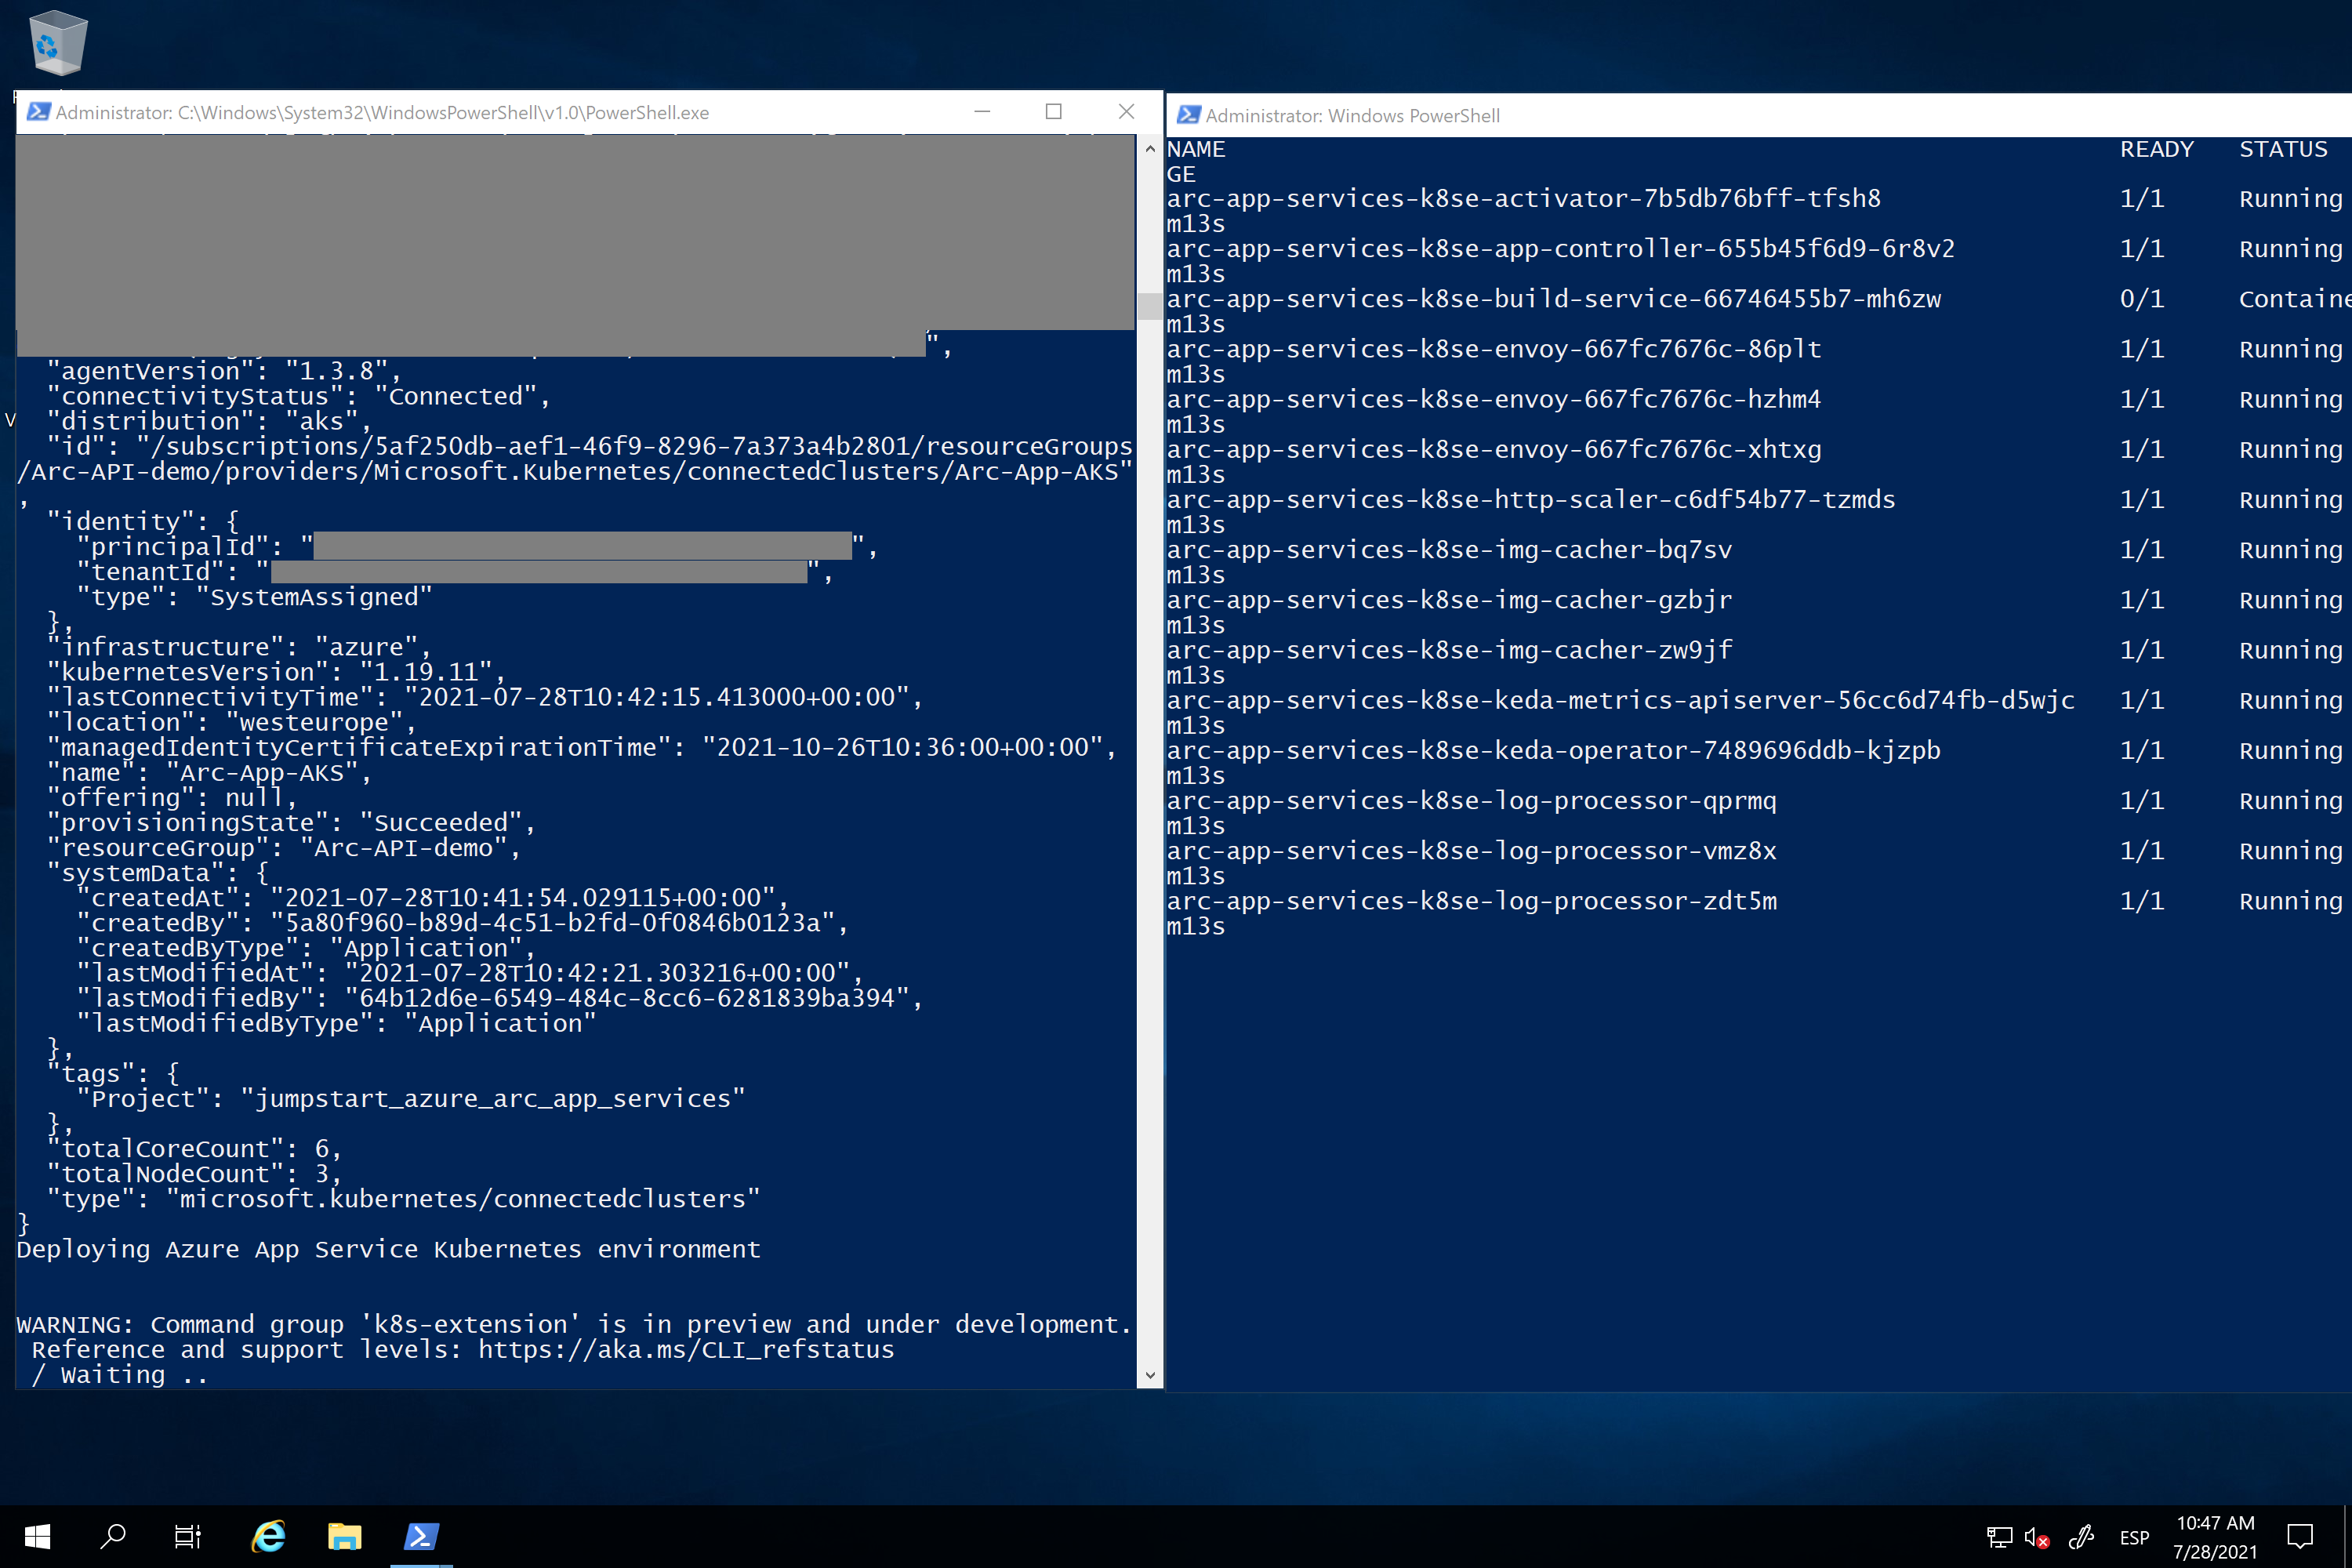 Administrator: C:\Windows\System32\WindowsPowerShell\v1.0\PowerShell.exe
",
"agentVersion": "1.3.8",
"connectivityStatus": "Connected",
"distribution": "aks",
"id": "/subscriptions/5af250db-aef1-46f9-8296-7a373a4b2801/resourceGroups
/Arc-API-demo/providers/Microsoft.Kubernetes/connectedClusters/Arc-App-AKS"
,
"identity": {
"principalId": "",
"tenantId": "",
"type": "SystemAssigned"
},
"infrastructure": "azure",
"kubernetesVersion": "1.19.11",
"lastConnectivityTime": "2021-07-28T10:42:15.413000+00:00",
"location": "westeurope",
"managedIdentityCertificateExpirationTime": "2021-10-26T10:36:00+00:00",
"name": "Arc-App-AKS",
"offering": null,
"provisioningState": "Succeeded",
"resourceGroup": "Arc-API-demo",
"systemData": {
"createdAt": "2021-07-28T10:41:54.029115+00:00",
"createdBy": "5a80f960-b89d-4c51-b2fd-0f0846b0123a",
"createdByType": "Application",
"lastModifiedAt": "2021-07-28T10:42:21.303216+00:00",
"lastModifiedBy": "64b12d6e-6549-484c-8cc6-6281839ba394",
"lastModifiedByType": "Application"
},
"tags": {
"Project": "jumpstart_azure_arc_app_services"
},
"totalCoreCount": 6,
"totalNodeCount": 3,
"type": "microsoft.kubernetes/connectedclusters"
}
Deploying Azure App Service Kubernetes environment
WARNING: Command group 'k8s-extension' is in preview and under development.
Reference and support levels: https://aka.ms/CLI_refstatus
/ Waiting ..
Administrator: Windows PowerShell
NAME READY STATUS
GE
arc-app-services-k8se-activator-7b5db76bff-tfsh8 1/1 Running
m13s
arc-app-services-k8se-app-controller-655b45f6d9-6r8v2 1/1 Running
m13s
arc-app-services-k8se-build-service-66746455b7-mh6zw 0/1 Containe
m13s
arc-app-services-k8se-envoy-667fc7676c-86plt 1/1 Running
m13s
arc-app-services-k8se-envoy-667fc7676c-hzhm4 1/1 Running
m13s
arc-app-services-k8se-envoy-667fc7676c-xhtxg 1/1 Running
m13s
arc-app-services-k8se-http-scaler-c6df54b77-tzmds 1/1 Running
m13s
arc-app-services-k8se-img-cacher-bq7sv 1/1 Running
m13s
arc-app-services-k8se-img-cacher-gzbjr 1/1 Running
m13s
arc-app-services-k8se-img-cacher-zw9jf 1/1 Running
m13s
arc-app-services-k8se-keda-metrics-apiserver-56cc6d74fb-d5wjc 1/1 Running
m13s
arc-app-services-k8se-keda-operator-7489696ddb-kjzpb 1/1 Running
m13s
arc-app-services-k8se-log-processor-qprmq 1/1 Running
m13s
arc-app-services-k8se-log-processor-vmz8x 1/1 Running
m13s
arc-app-services-k8se-log-processor-zdt5m 1/1 Running
m13s
ESP
10:47 AM
7/28/2021